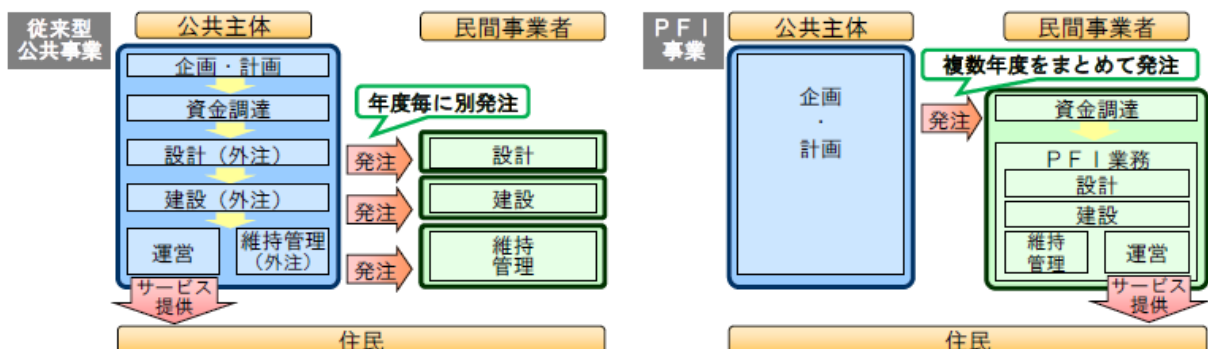 従来型
公共事業
公共主体
民間事業者
企画・計画
資金調達
設計（外注）
建設（外注）
運営
維持管理
（外注）
年度毎に別発注
発注
設計
発注
建設
発注
維持
管理
サービス
提供
住民
ＰＦＩ
事業
公共主体
民間事業者
企画
・
計画
複数年度をまとめて発注
発注
資金調達
ＰＦＩ業務
設計
建設
維持
管理
運営
サービス
提供
住民